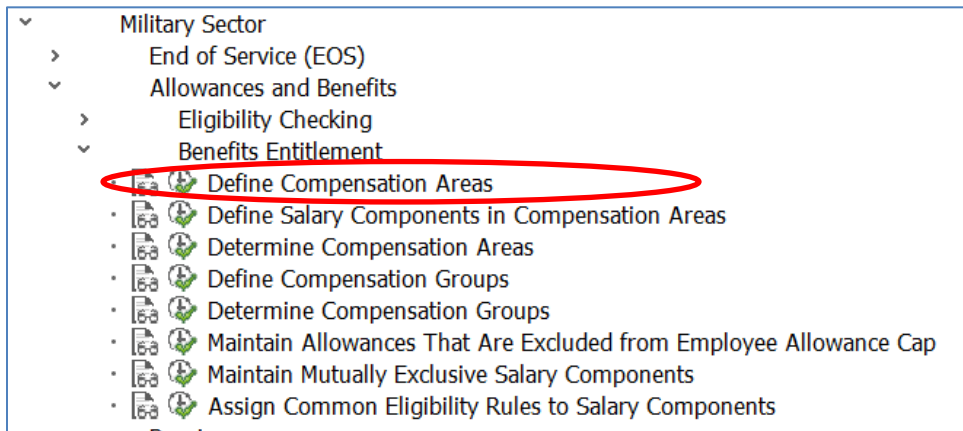 Military Sector
End of Service (EOS)
Allowances and Benefits
Eligibility Checking
Benefits Entitlement
Define Compensation Areas
Define Salary Components in Compensation Areas
Determine Compensation Areas
Define Compensation Groups
Determine Compensation Groups
Maintain Allowances That Are Excluded from Employee Allowance Cap
Maintain Mutually Exclusive Salary Components
Assign Common Eligibility Rules to Salary Components